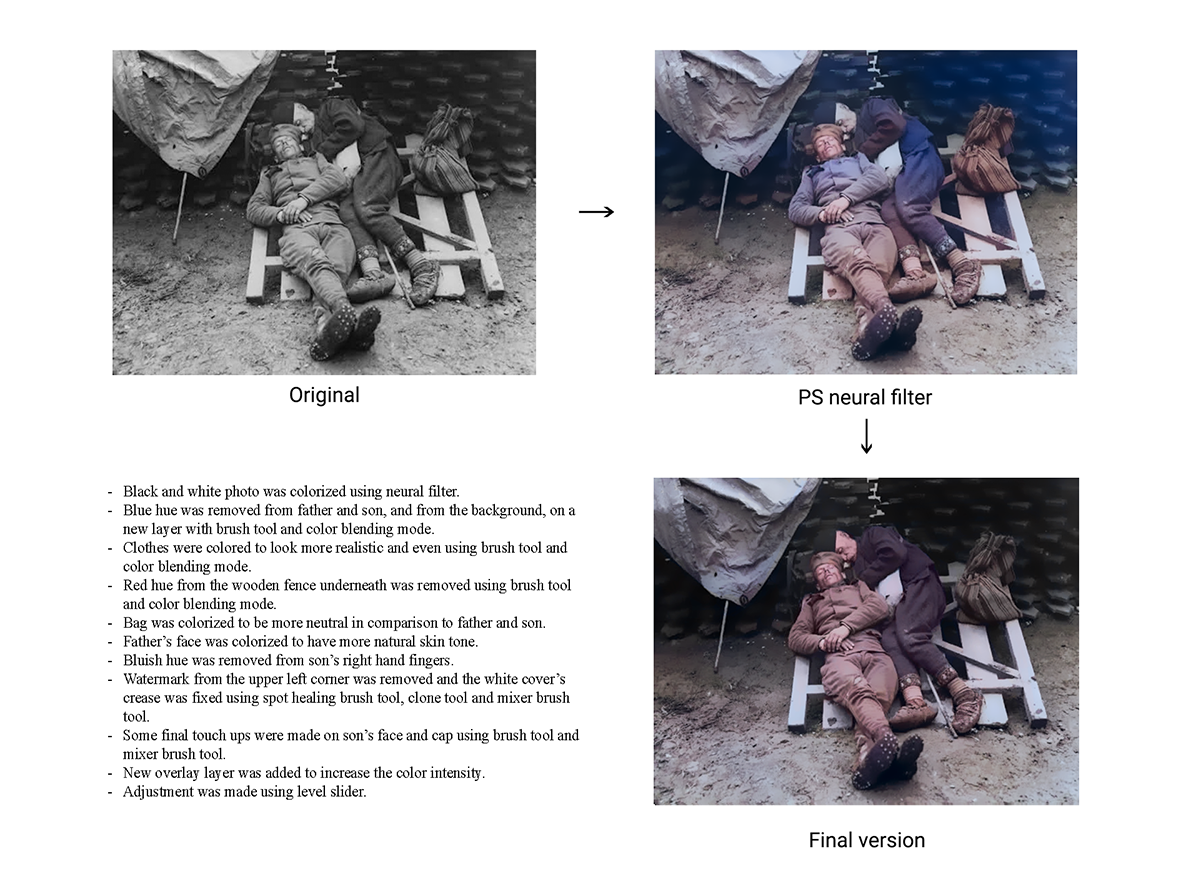 Original
PS neural filter
- Black and white photo was colorized using neural filter.
- Blue hue was removed from father and son, and from the background, on a
new layer with brush tool and color blending mode.
- Clothes were colored to look more realistic and even using brush tool and
color blending mode.
- Red hue from the wooden fence underneath was removed using brush tool
and color blending mode.
- Bag was colorized to be more neutral in comparison to father and son.
- Father's face was colorized to have more natural skin tone.
- Bluish hue was removed from son's right hand fingers.
- Watermark from the upper left corner was removed and the white cover's
crease was fixed using spot healing brush tool, clone tool and mixer brush
tool.
- Some final touch ups were made on son's face and cap using brush tool and
mixer brush tool.
- New overlay layer was added to increase the color intensity.
- Adjustment was made using level slider.
Final version